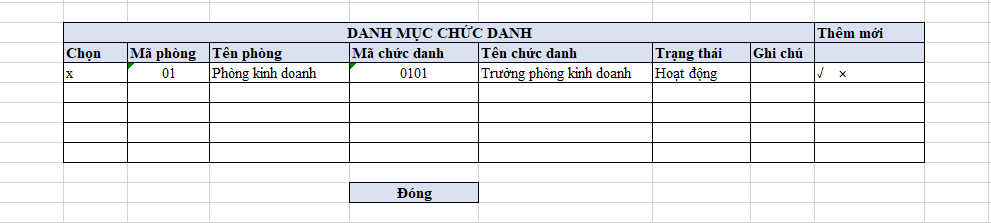 DANH MỤC CHỨC DANH Thêm mới
Chọn Mã phòng Tên phòng Mã chức danh Tên chức danh Trạng thái Ghi chú
x 01 Phòng kinh doanh 0101 Trưởng phòng kinh doanh Hoạt động √ ×
Đóng